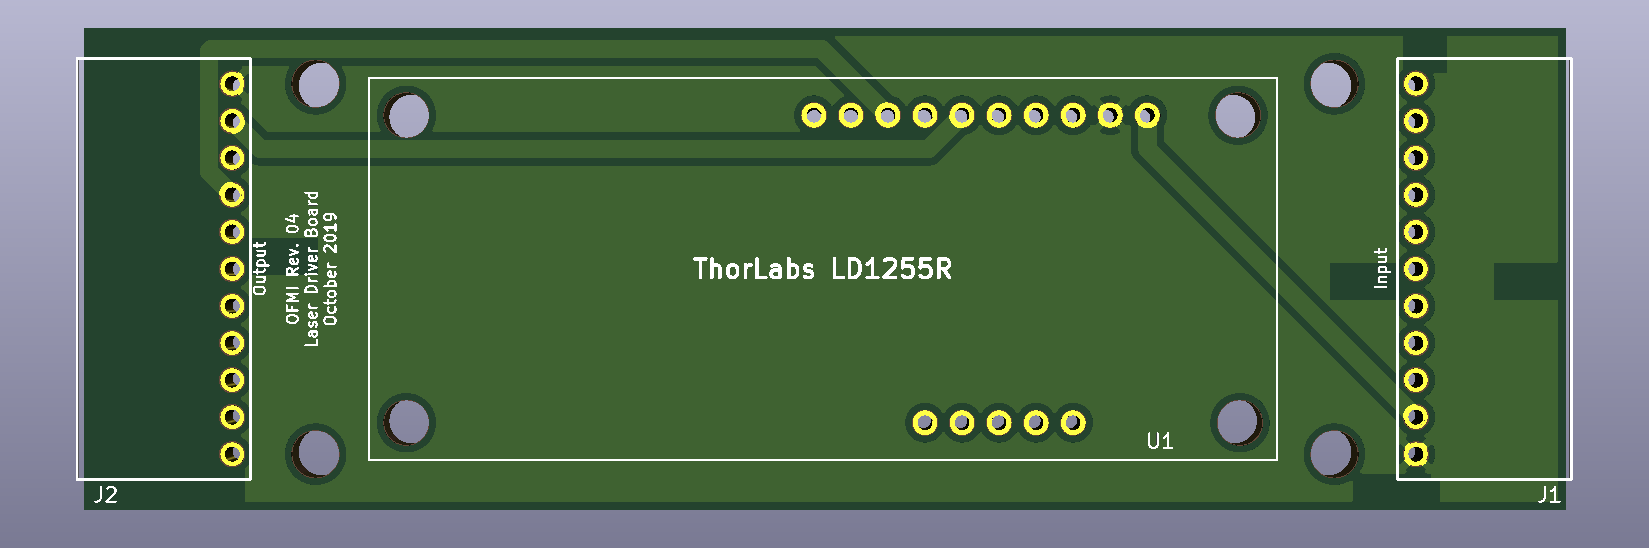 Output
OFMI Rev. 04
Laser Driver Board
October 2019
ThorLabs LD1255R
Input
U1
J2
J1